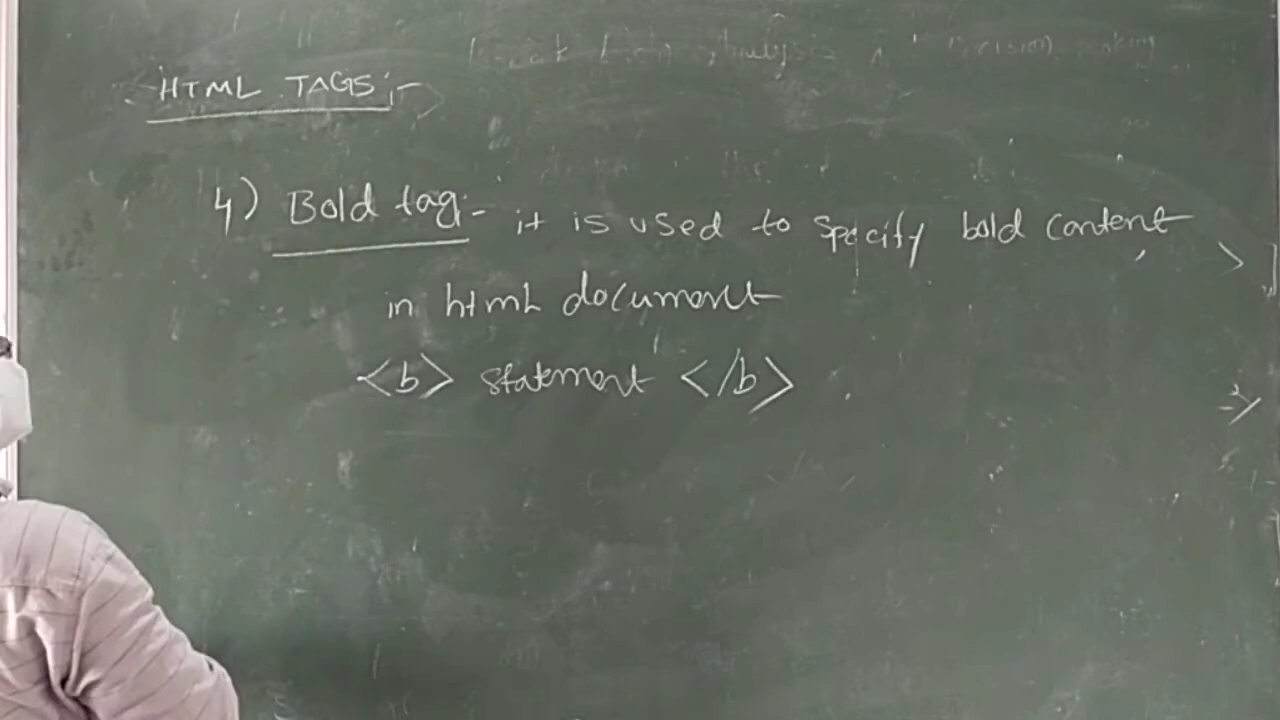 HTML TAGS:-
4) Bold tag:- it is used to specify bold content
in html document
<b> statement </b>